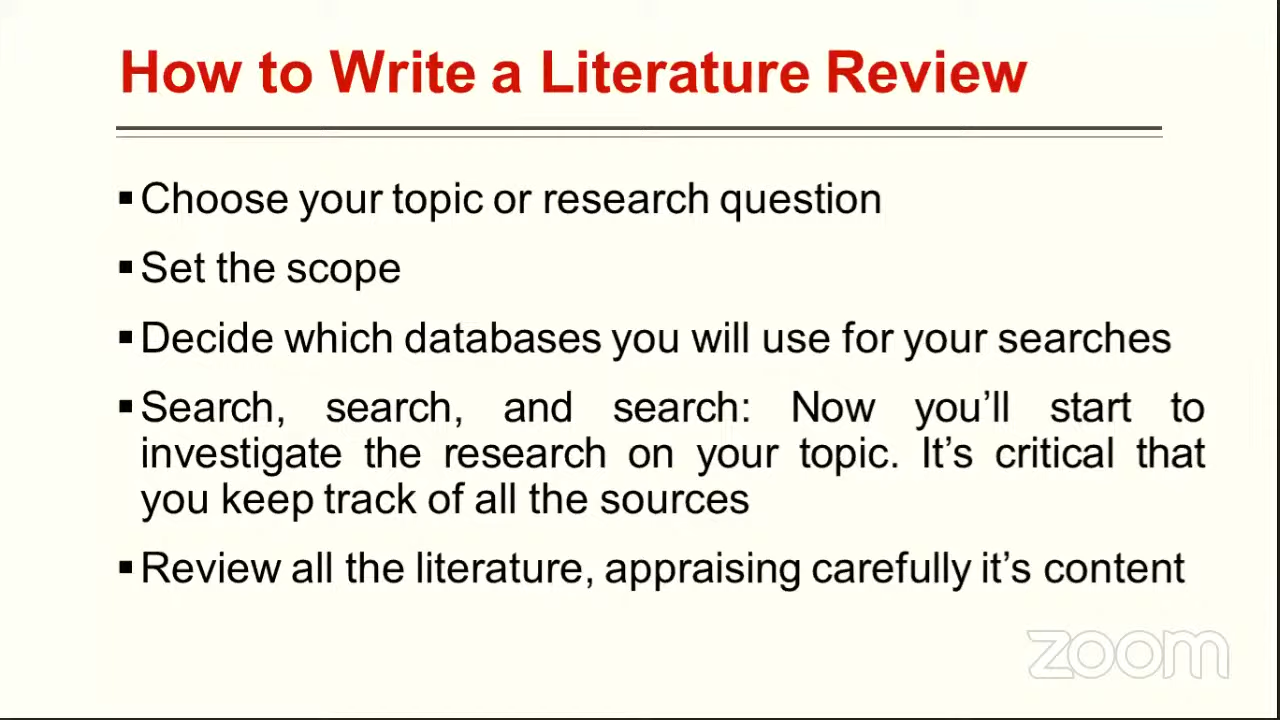 How to Write a Literature Review
▪Choose your topic or research question
▪Set the scope
▪Decide which databases you will use for your searches
▪Search, search, and search: Now you’ll start to
investigate the research on your topic. It’s critical that
you keep track of all the sources
▪Review all the literature, appraising carefully it’s content
zoom